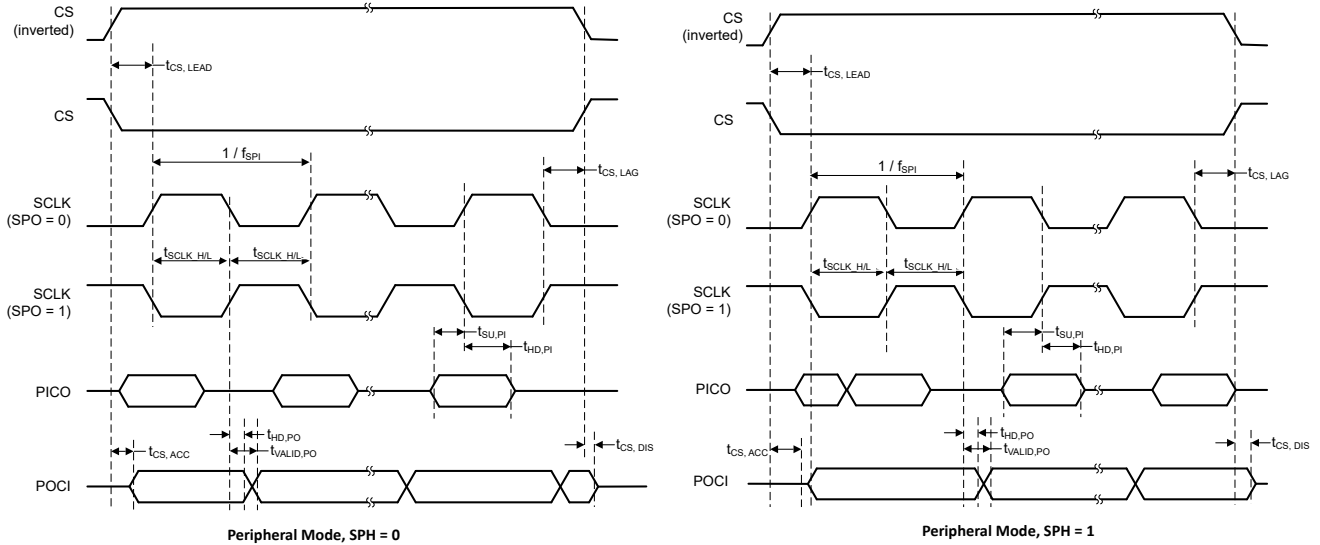 CS
(inverted)
tCS, LEAD
CS
1 / fSPI
tCS, LAG
SCLK
(SPO = 0)
tSCLK_H/L
tSCLK_H/L
SCLK
(SPO = 1)
tSU,PI
tHD,PI
PICO
tHD,PO
tVALID,PO
tCS, ACC
tCS, DIS
POCI
Peripheral Mode, SPH = 0
CS
(inverted)
tCS, LEAD
CS
1 / fSPI
tCS, LAG
SCLK
(SPO = 0)
tSCLK_H/L
tSCLK_H/L
SCLK
(SPO = 1)
tSU,PI
tHD,PI
PICO
tHD,PO
tVALID,PO
tCS, ACC
tCS, DIS
POCI
Peripheral Mode, SPH = 1